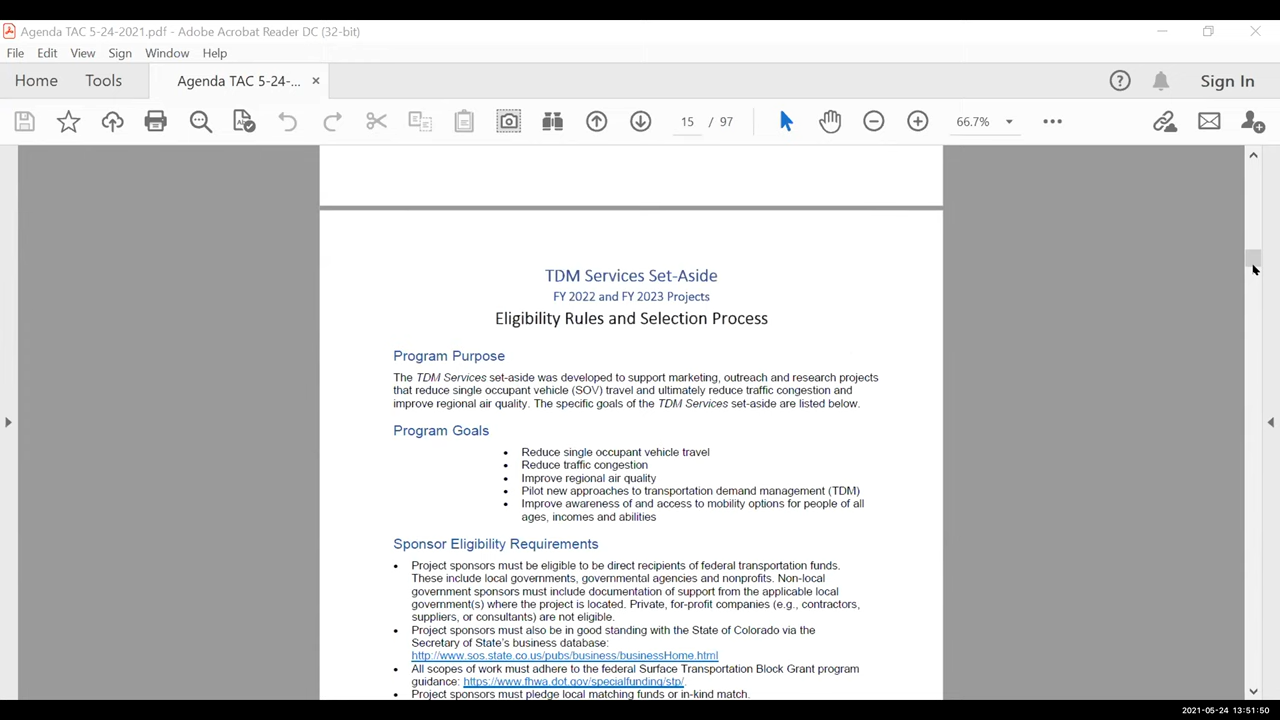 Agenda TAC 5-24-2021.pdf - Adobe Acrobat Reader DC (32-bit)
File Edit View Sign Window Help
Home Tools Agenda TAC 5-24-... × Sign In
15 / 97 66.7%
TDM Services Set-Aside
FY 2022 and FY 2023 Projects
Eligibility Rules and Selection Process
Program Purpose
The TDM Services set-aside was developed to support marketing, outreach and research projects
that reduce single occupant vehicle (SOV) travel and ultimately reduce traffic congestion and
improve regional air quality. The specific goals of the TDM Services set-aside are listed below.
Program Goals
• Reduce single occupant vehicle travel
• Reduce traffic congestion
• Improve regional air quality
• Pilot new approaches to transportation demand management (TDM)
• Improve awareness of and access to mobility options for people of all
ages, incomes and abilities
Sponsor Eligibility Requirements
• Project sponsors must be eligible to be direct recipients of federal transportation funds.
These include local governments, governmental agencies and nonprofits. Non-local
government sponsors must include documentation of support from the applicable local
government(s) where the project is located. Private, for-profit companies (e.g., contractors,
suppliers, or consultants) are not eligible.
• Project sponsors must also be in good standing with the State of Colorado via the
Secretary of State's business database:
http://www.sos.state.co.us/pubs/business/businessHome.html
• All scopes of work must adhere to the federal Surface Transportation Block Grant program
guidance: https://www.fhwa.dot.gov/specialfunding/stp/.
• Project sponsors must pledge local matching funds or in-kind match.
2021-05-24 13:51:50